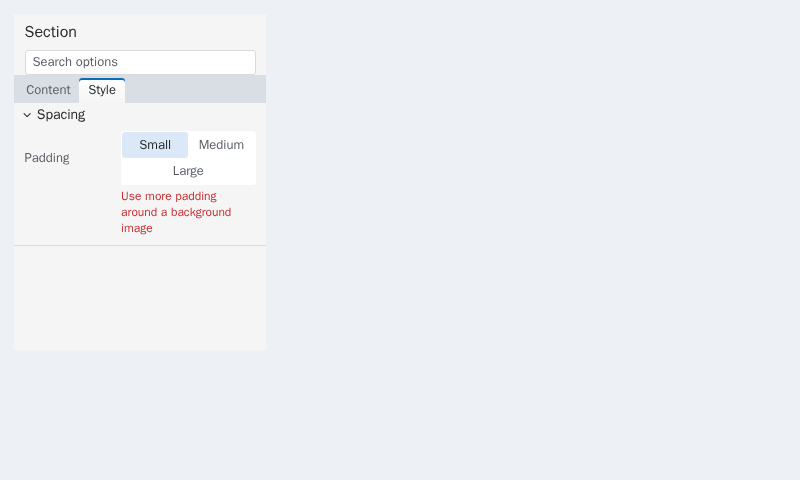 Section
Search options
Content Style
Spacing
Padding
Small Medium
Large
Use more padding
around a background
image